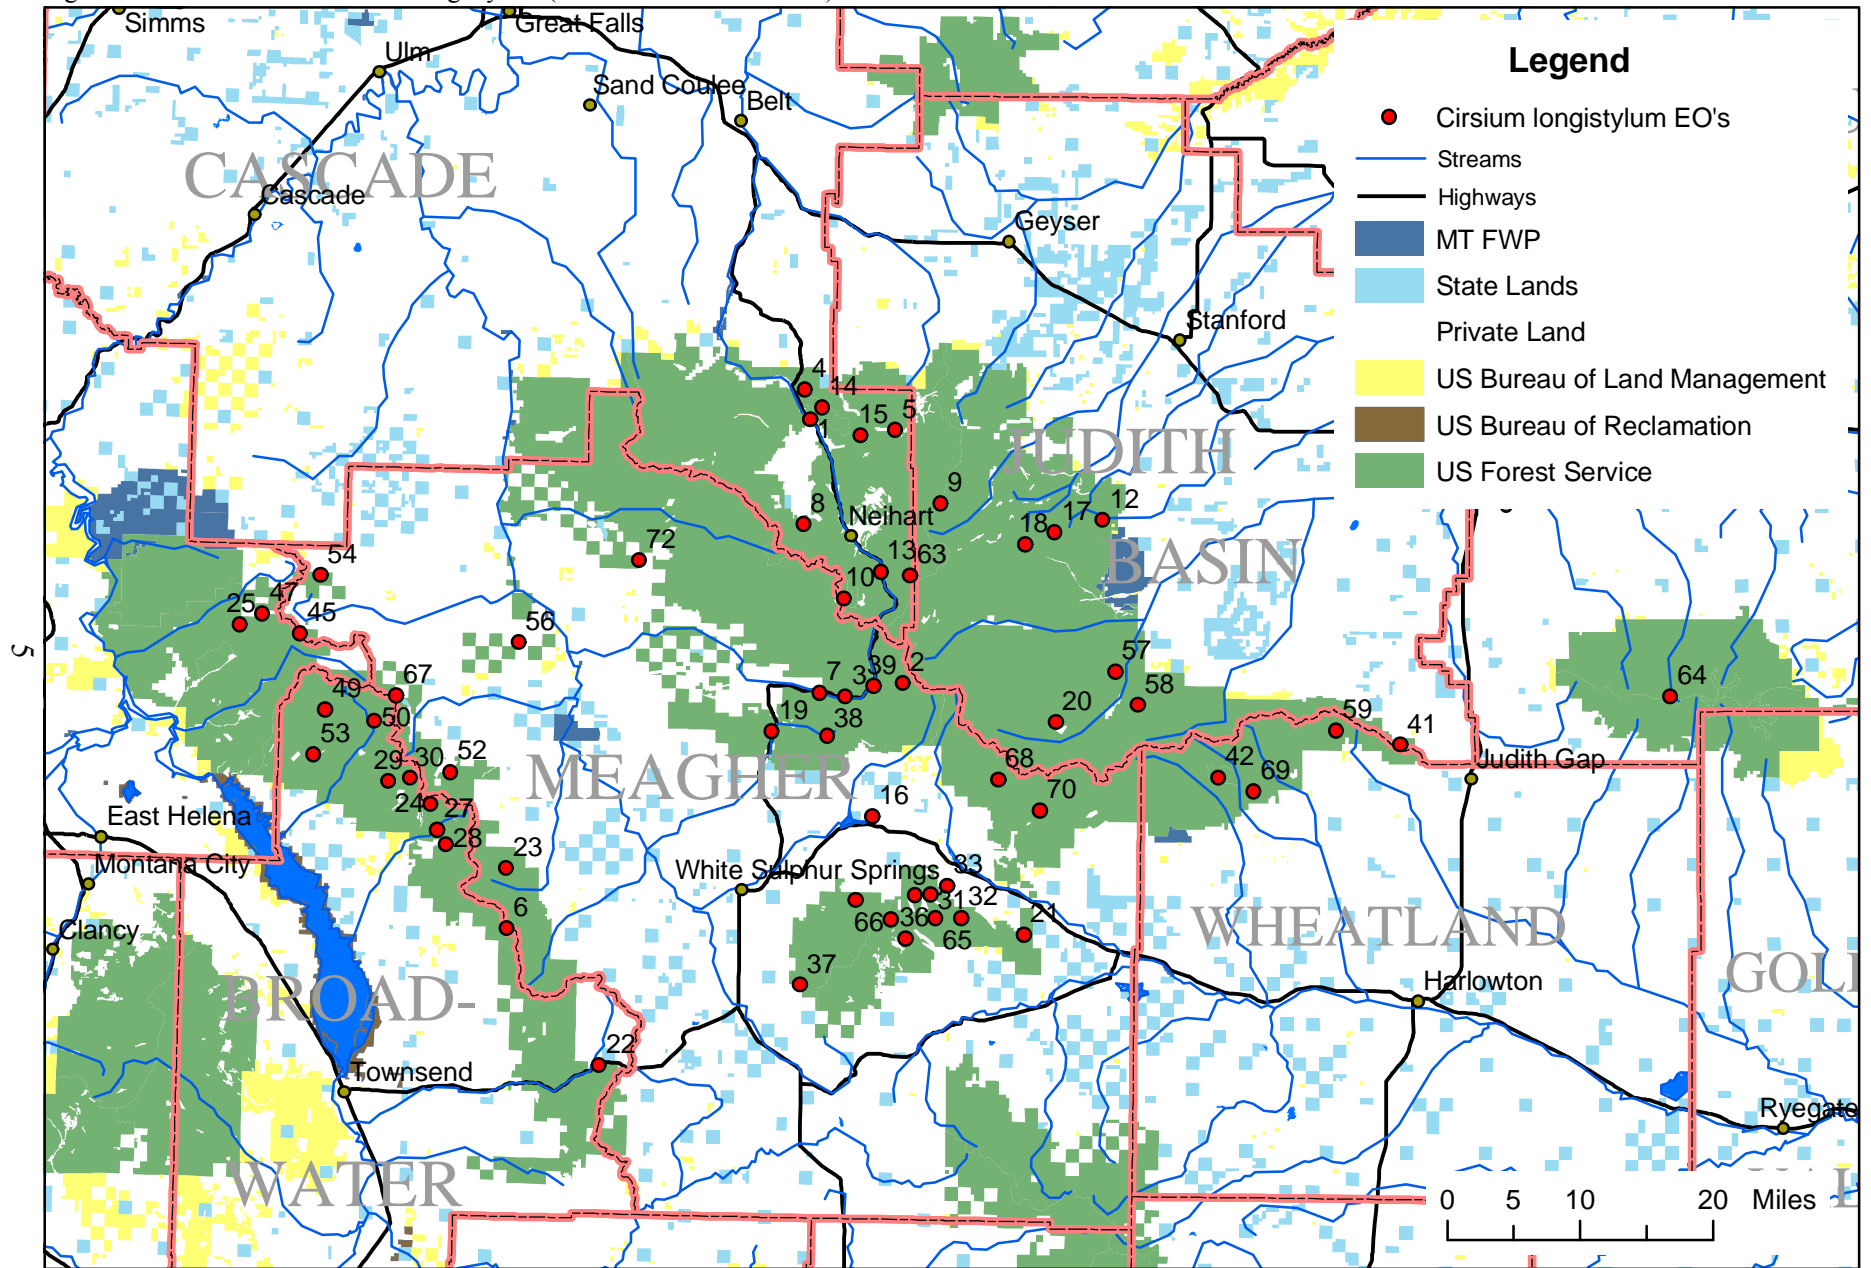 Simms
Great Falls
Ulm
Sand Coulee
Belt
CASCADE
Cascade
Geyser
Stanford
Legend
Cirsium longistylum EO's
Streams
Highways
MT FWP
State Lands
Private Land
US Bureau of Land Management
US Bureau of Reclamation
US Forest Service
4
14
1
15
5
JUDITH
BASIN
9
8
Neihart
12
17
18
72
13
63
10
54
47
25
45
56
5
67
49
50
53
7
3
39
2
57
58
20
64
19
38
59
41
Judith Gap
29
30
52
MEAGHER
68
42
69
70
24
27
28
16
East Helena
Montana City
23
White Sulphur Springs
33
31
32
66
36
65
21
6
Clancy
37
WHEATLAND
Harlowton
GOL
BROAD-
WATER
22
Townsend
Ryegate
0 5 10 20 Miles